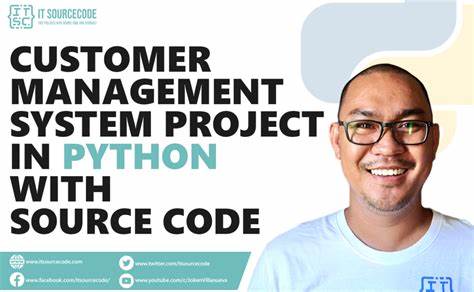 IT SOURCECODE
CUSTOMER
MANAGEMENT
SYSTEM PROJECT
IN PYTHON
WITH
SOURCE CODE
www.itsourcecode.com
www.twitter.com/itsourcecode
www.facebook.com/itsourcecode/
www.youtube.com/c/JokenVillanueva